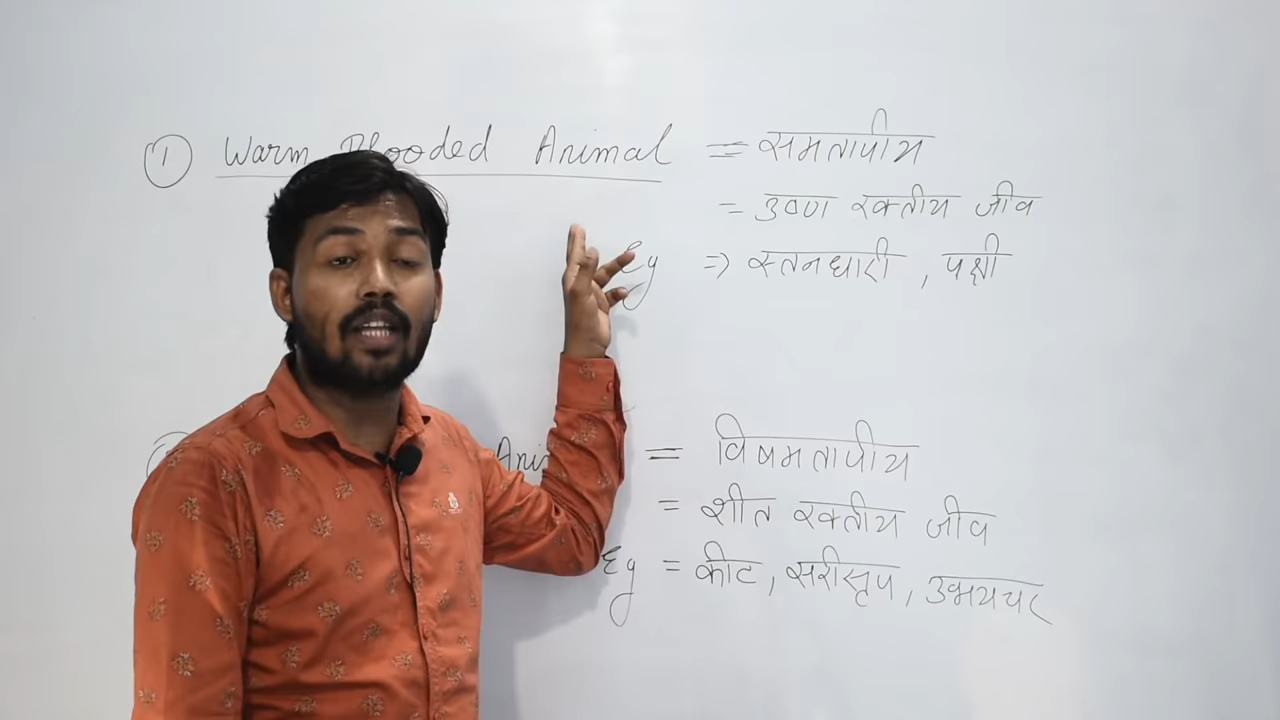 ① Warm Blooded Animal = समतापीय
= उष्ण रक्तीय जीव
Eg => स्तनधारी, पक्षी
= विषमतापीय
= शीत रक्तीय जीव
Eg = कीट, सरीसृप, उभयचर